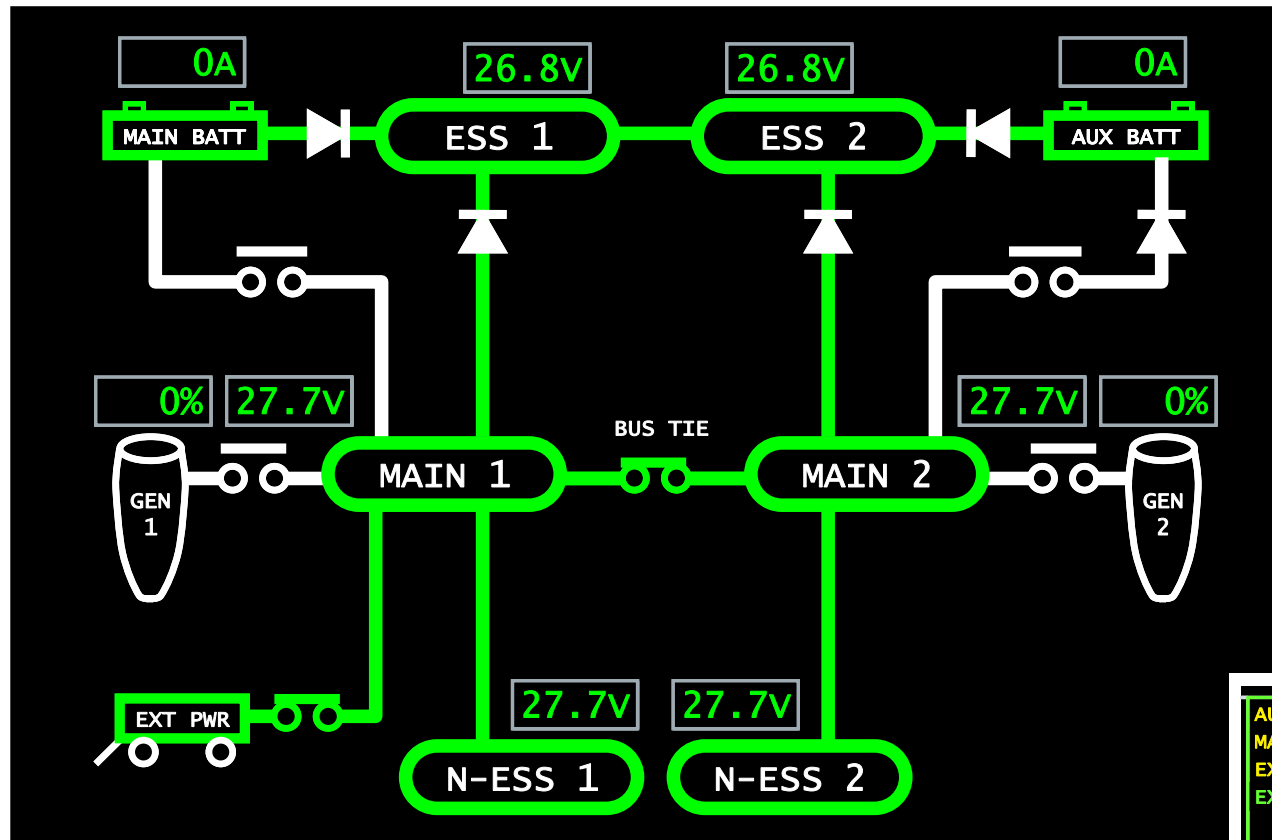 0A
26.8V
26.8V
0A
MAIN BATT
ESS 1
ESS 2
AUX BATT
0%
27.7V
27.7V
0%
BUS TIE
MAIN 1
MAIN 2
GEN
1
GEN
2
27.7V
27.7V
EXT PWR
N-ESS 1
N-ESS 2